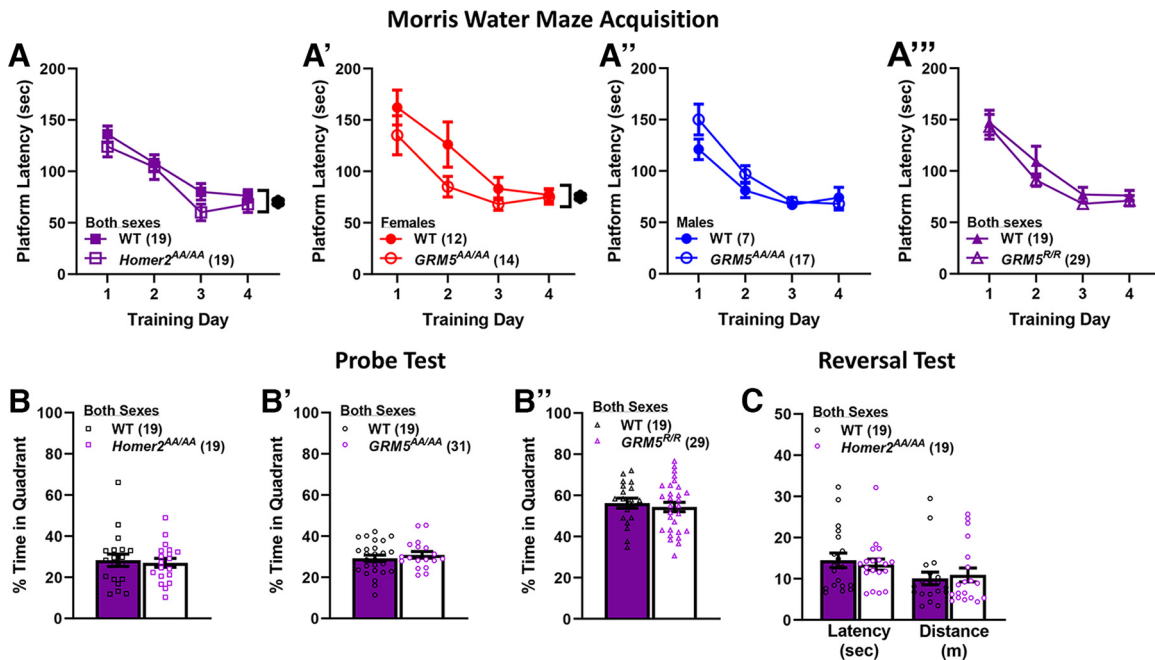 Morris Water Maze Acquisition
A
A'
A''
A'''
Platform Latency (sec)
200
150
100
50
0
Both sexes
WT (19)
Homer2AA/AA (19)
1 2 3 4
Training Day
Platform Latency (sec)
200
150
100
50
0
Females
WT (12)
GRM5AA/AA (14)
1 2 3 4
Training Day
Platform Latency (sec)
200
150
100
50
0
Males
WT (7)
GRM5AA/AA (17)
1 2 3 4
Training Day
Platform Latency (sec)
200
150
100
50
0
Both sexes
WT (19)
GRM5R/R (29)
1 2 3 4
Training Day
Probe Test
Reversal Test
B
% Time in Quadrant
100
80
60
40
20
0
Both Sexes
WT (19)
Homer2AA/AA (19)
B'
% Time in Quadrant
100
80
60
40
20
0
Both Sexes
WT (19)
GRM5AA/AA (31)
B''
% Time in Quadrant
100
80
60
40
20
0
Both Sexes
WT (19)
GRM5R/R (29)
C
50
40
30
20
10
0
Both Sexes
WT (19)
Homer2AA/AA (19)
Latency
(sec)
Distance
(m)